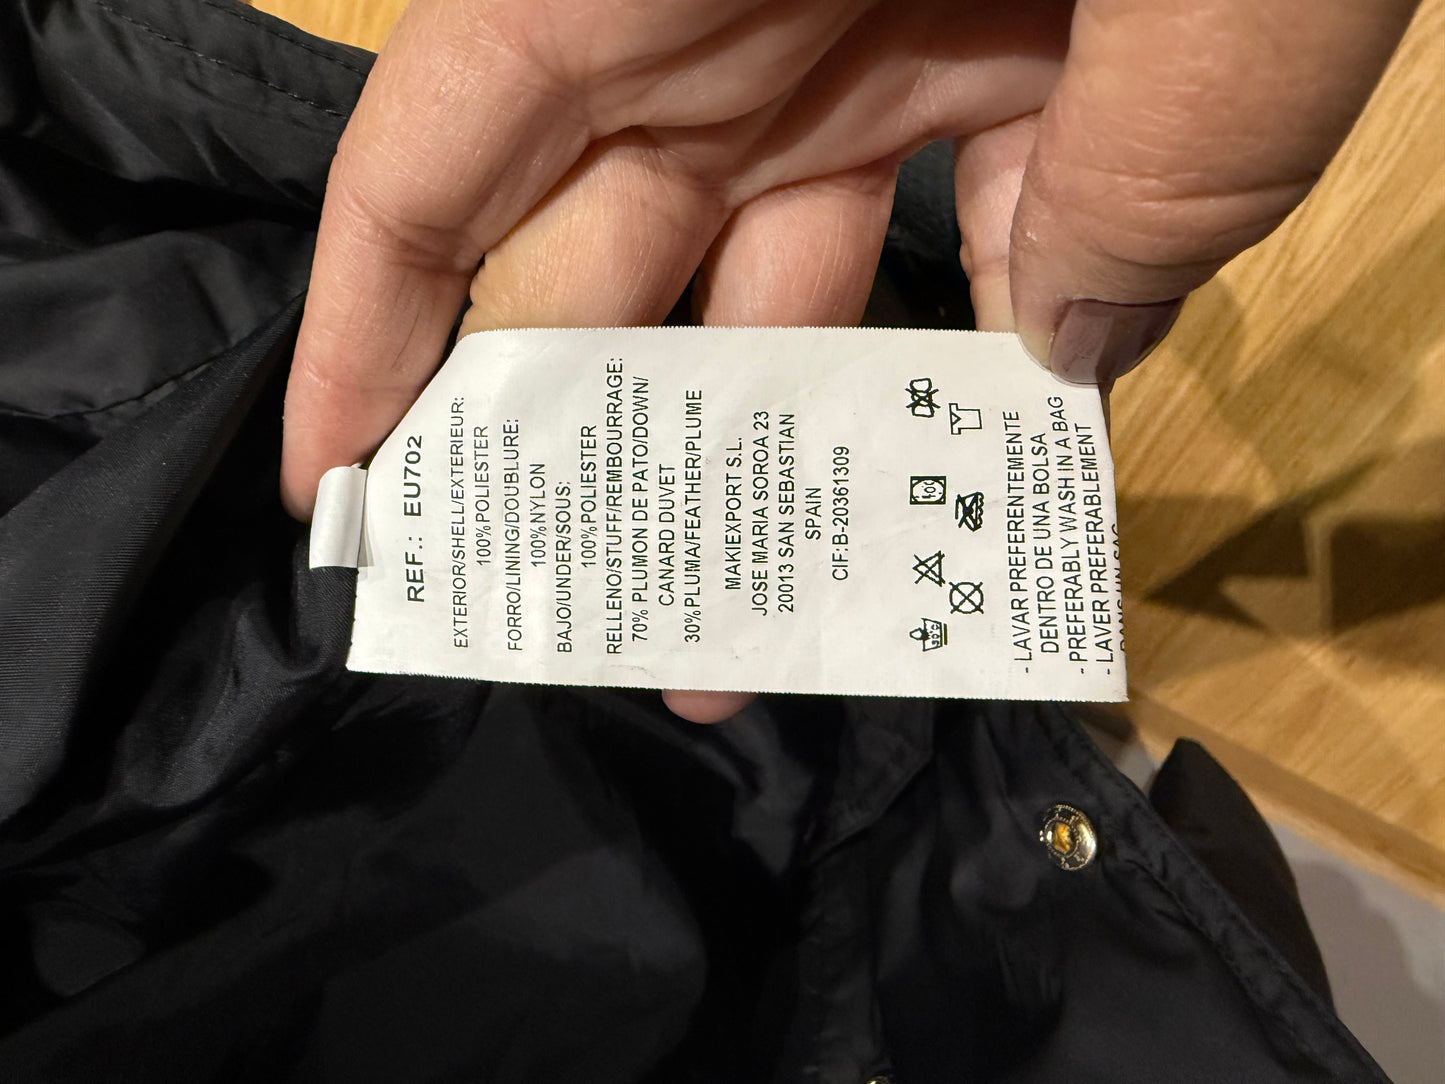 REF.: EU702
EXTERIOR/SHELL/EXTERIEUR:
100%POLIESTER
FORRO/LINING/DOUBLURE:
100%NYLON
BAJO/UNDER/SOUS:
100%POLIESTER
RELLENO/STUFF/REMBOURRAGE:
70% PLUMON DE PATO/DOWN/
CANARD DUVET
30%PLUMA/FEATHER/PLUME
MAKIEXPORT S.L.
JOSE MARIA SOROA 23
20013 SAN SEBASTIAN
SPAIN
CIF:B-20361309
30°C
- LAVAR PREFERENTEMENTE
DENTRO DE UNA BOLSA
- PREFERABLY WASH IN A BAG
- LAVER PREFERABLEMENT